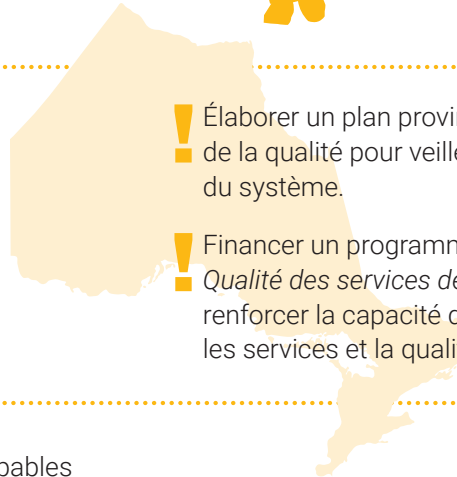 ! Élaborer un plan provin
de la qualité pour veille
du système.
! Financer un programm
Qualité des services de
renforcer la capacité d
les services et la quali
pables